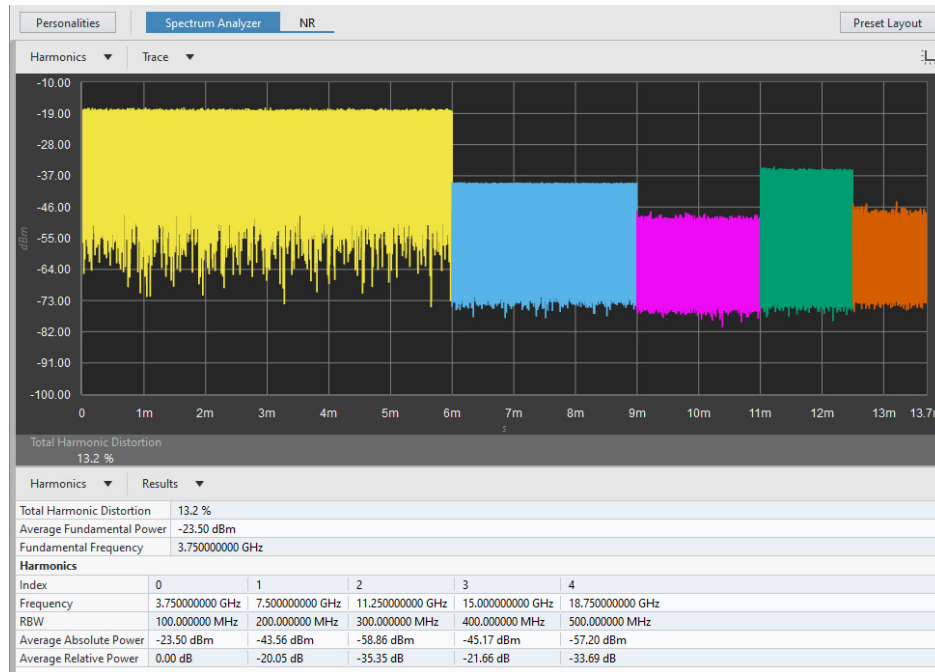 Personalities Spectrum Analyzer NR Preset Layout
Harmonics Trace
-10.00
-19.00
-28.00
-37.00
-46.00
-55.00
-64.00
-73.00
-82.00
-91.00
-100.00
dBm
0 1m 2m 3m 4m 5m 6m 7m 8m 9m 10m 11m 12m 13m
s
Total Harmonic Distortion
13.2 %
Harmonics Results
Total Harmonic Distortion 13.2 %
Average Fundamental Power -23.50 dBm
Fundamental Frequency 3.750000000 GHz
Harmonics
Index 0 1 2 3 4
Frequency 3.750000000 GHz 7.500000000 GHz 11.250000000 GHz 15.000000000 GHz 18.750000000 GHz
RBW 100.000000 MHz 200.000000 MHz 300.000000 MHz 400.000000 MHz 500.000000 MHz
Average Absolute Power -23.50 dBm -43.56 dBm -58.86 dBm -45.17 dBm -57.20 dBm
Average Relative Power 0.00 dB -20.05 dB -35.35 dB -21.66 dB -33.69 dB